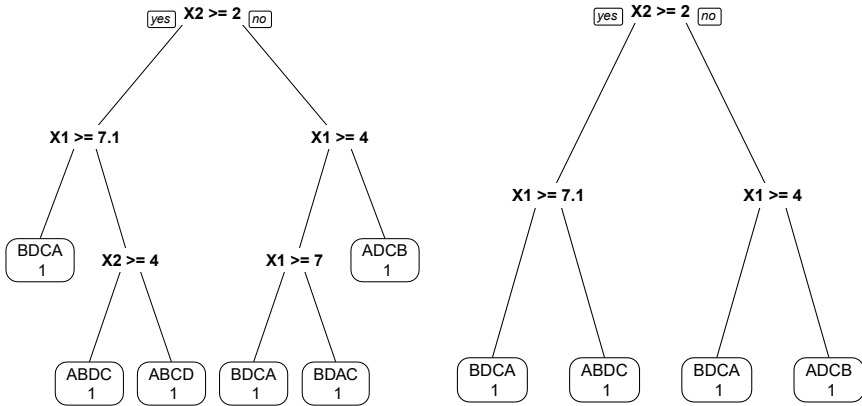 yes X2 >= 2 no
X1 >= 7.1
X1 >= 4
BDCA
1
X2 >= 4
X1 >= 7
ADCB
1
ABDC
1
ABCD
1
BDCA
1
BDAC
1
yes X2 >= 2 no
X1 >= 7.1
X1 >= 4
BDCA
1
ABDC
1
BDCA
1
ADCB
1